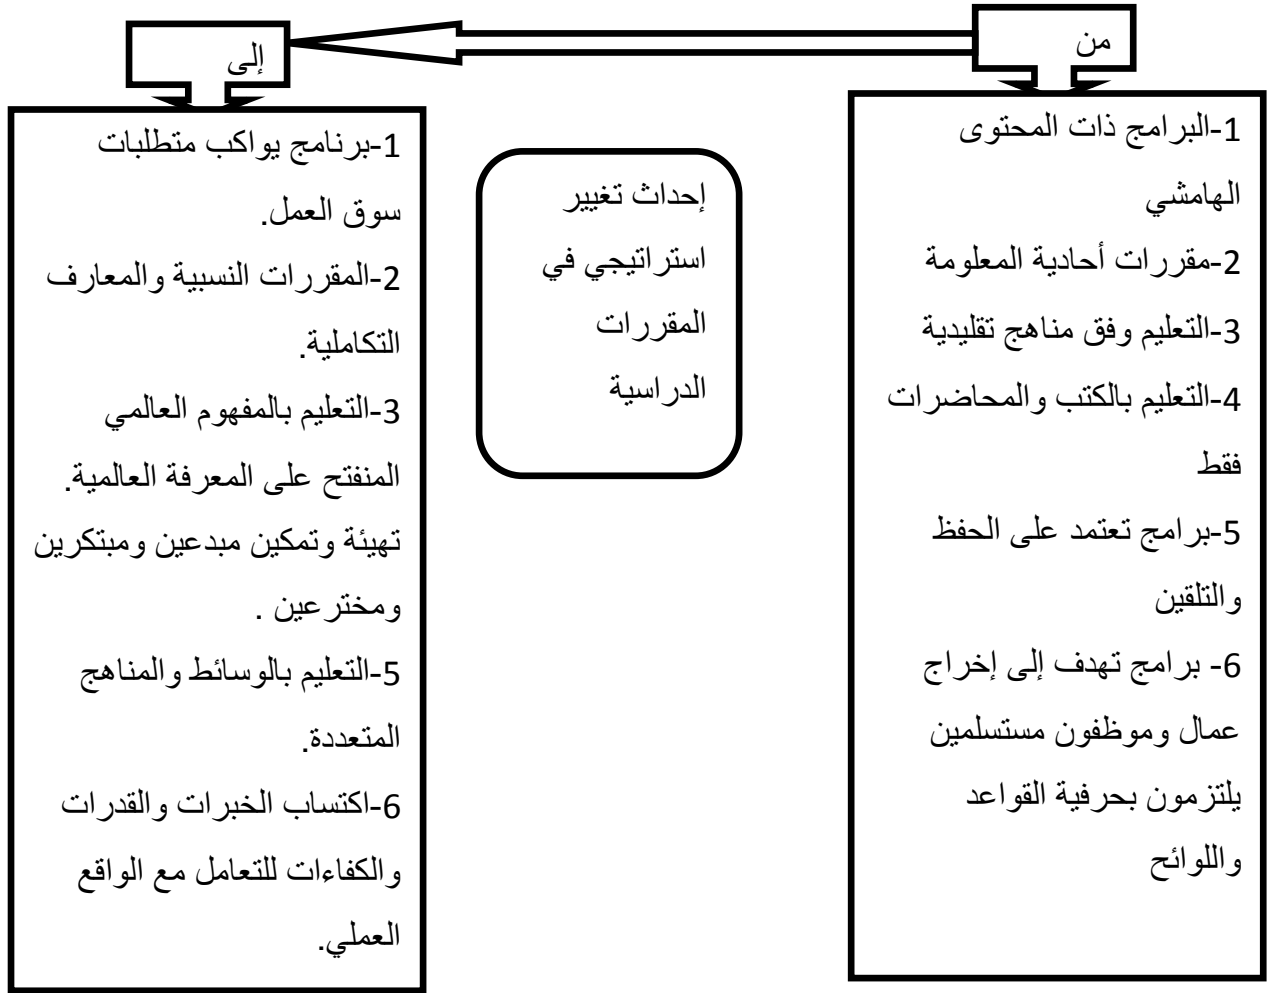 من
إلى
1-البرامج ذات المحتوى
الهامشي
2-مقررات أحادية المعلومة
3-التعليم وفق مناهج تقليدية
4-التعليم بالكتب والمحاضرات
فقط
5-برامج تعتمد على الحفظ
والتلقين
6- برامج تهدف إلى إخراج
عمال وموظفون مستسلمين
يلتزمون بحرفية القواعد
واللوائح
إحداث تغيير
استراتيجي في
المقررات
الدراسية
1-برنامج يواكب متطلبات
سوق العمل.
2-المقررات النسبية والمعارف
التكاملية.
3-التعليم بالمفهوم العالمي
المنفتح على المعرفة العالمية.
تهيئة وتمكين مبدعين ومبتكرين
ومخترعين .
5-التعليم بالوسائط والمناهج
المتعددة.
6-اكتساب الخبرات والقدرات
والكفاءات للتعامل مع الواقع
العملي.